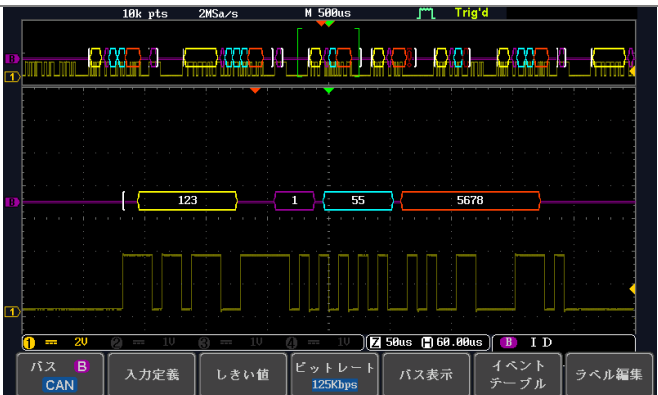 10k pts 2MSa/s M 500us Trig'd
B
1
B 123 1 55 5678
1
1 2V 2 1V 3 1V 4 1V Z 50us H 60.00us B ID
バス B 入力定義 しきい値 ビットレート バス表示 イベント ラベル編集
CAN 125Kbps テーブル